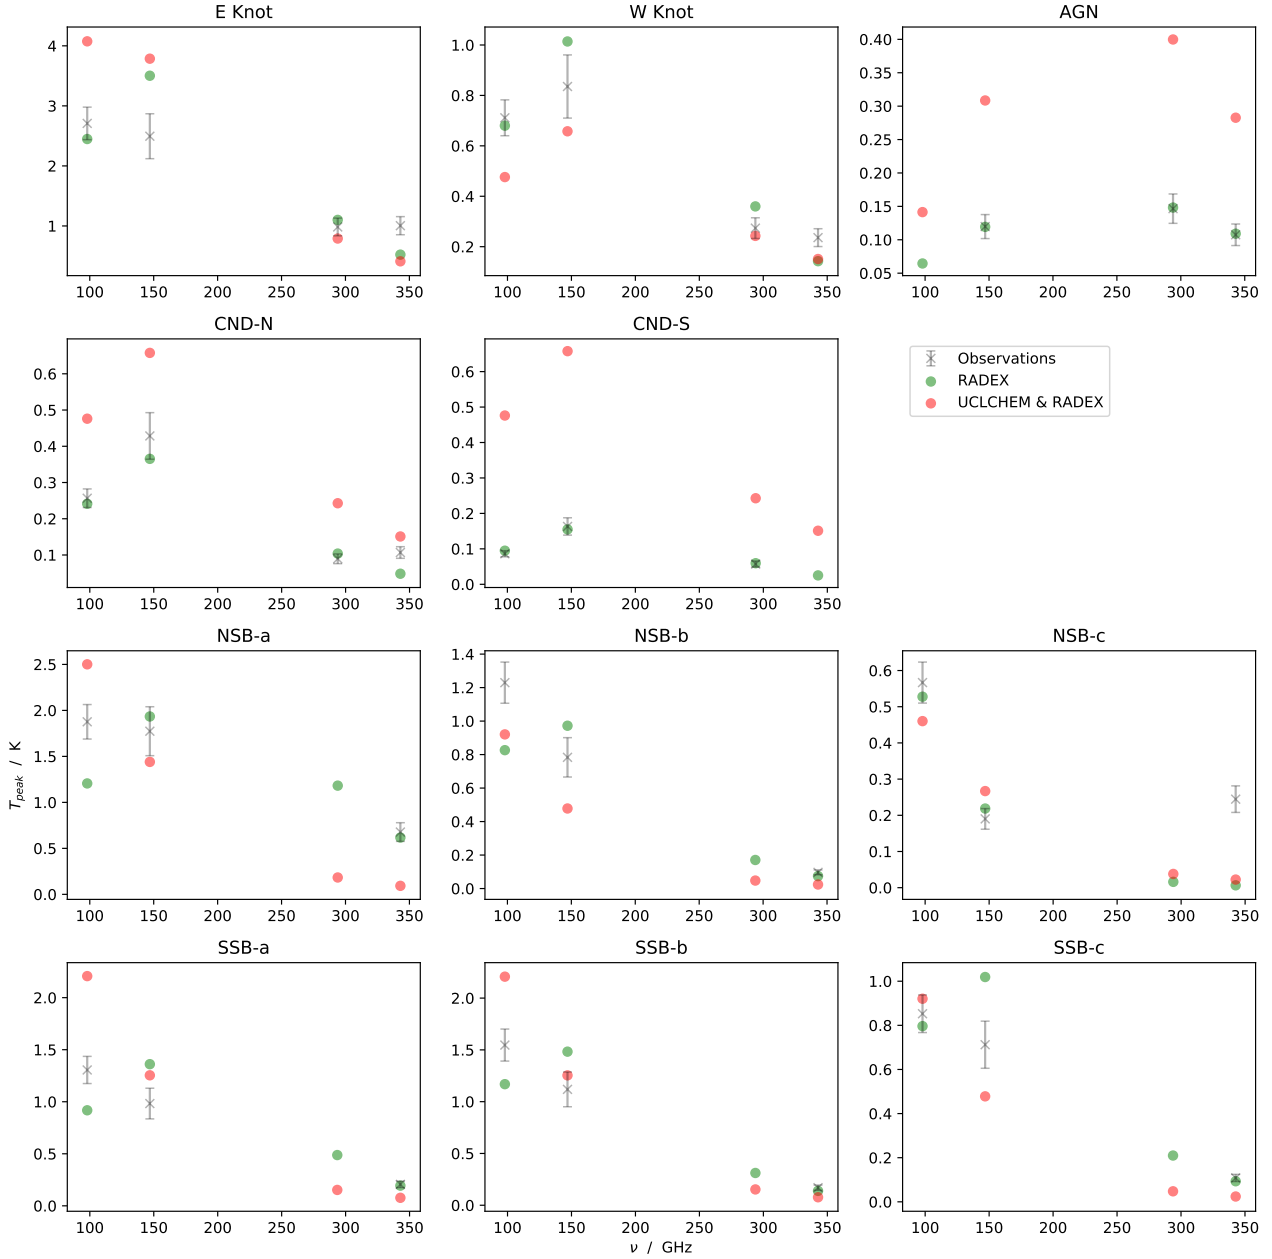 E Knot W Knot AGN
4 3 2 1
1.0 0.8 0.6 0.4 0.2
0.40 0.35 0.30 0.25 0.20 0.15 0.10 0.05
100 150 200 250 300 350
100 150 200 250 300 350
100 150 200 250 300 350
CND-N CND-S
0.6 0.5 0.4 0.3 0.2 0.1
0.6 0.5 0.4 0.3 0.2 0.1 0.0
Observations
RADEX
UCLCHEM & RADEX
100 150 200 250 300 350
100 150 200 250 300 350
NSB-a NSB-b NSB-c
T_peak / K
2.5 2.0 1.5 1.0 0.5 0.0
1.4 1.2 1.0 0.8 0.6 0.4 0.2 0.0
0.6 0.5 0.4 0.3 0.2 0.1 0.0
100 150 200 250 300 350
100 150 200 250 300 350
100 150 200 250 300 350
SSB-a SSB-b SSB-c
2.0 1.5 1.0 0.5 0.0
2.0 1.5 1.0 0.5 0.0
1.0 0.8 0.6 0.4 0.2 0.0
100 150 200 250 300 350
100 150 200 250 300 350
100 150 200 250 300 350
ν / GHz